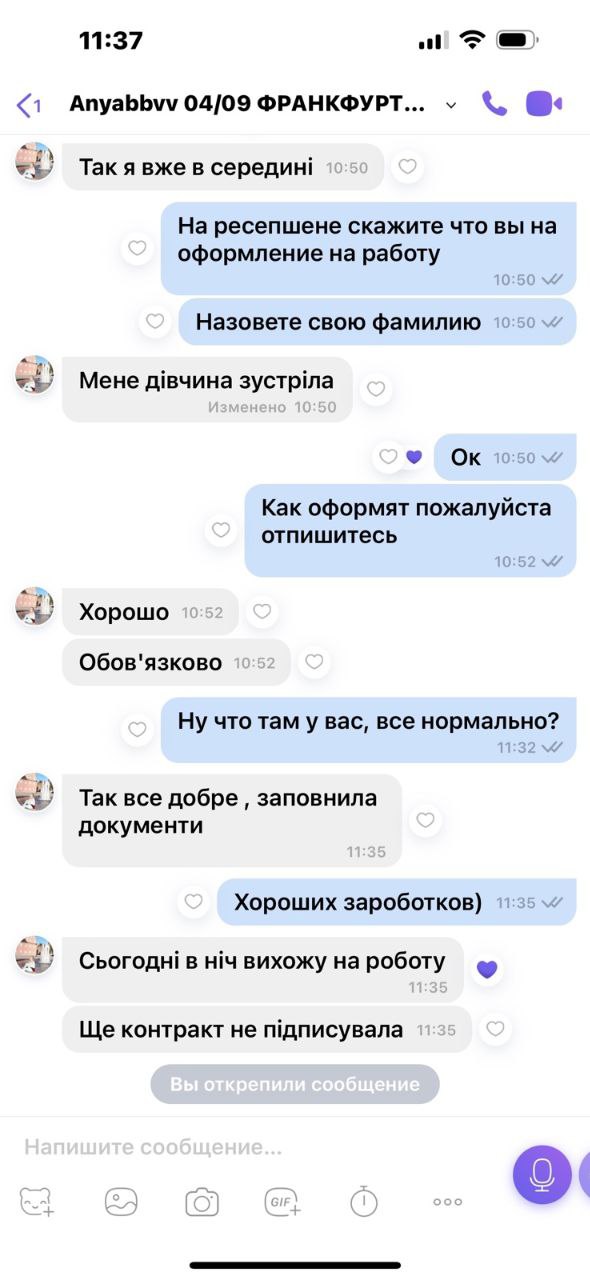 11:37
1
Anyabbvv 04/09 ФРАНКФУРТ...
Так я вже в середині 10:50
На ресепшене скажите что вы на
оформление на работу
10:50
Назовете свою фамилию 10:50
Мене дівчина зустріла
Изменено 10:50
Ок 10:50
Как оформят пожалуйста
отпишитесь
10:52
Хорошо 10:52
Обов'язково 10:52
Ну что там у вас, все нормально?
11:32
Так все добре , заповнила
документи
11:35
Хороших зароботков) 11:35
Сьогодні в ніч вихожу на роботу
11:35
Ще контракт не підписувала 11:35
Вы открепили сообщение
Напишите сообщение...
GIF